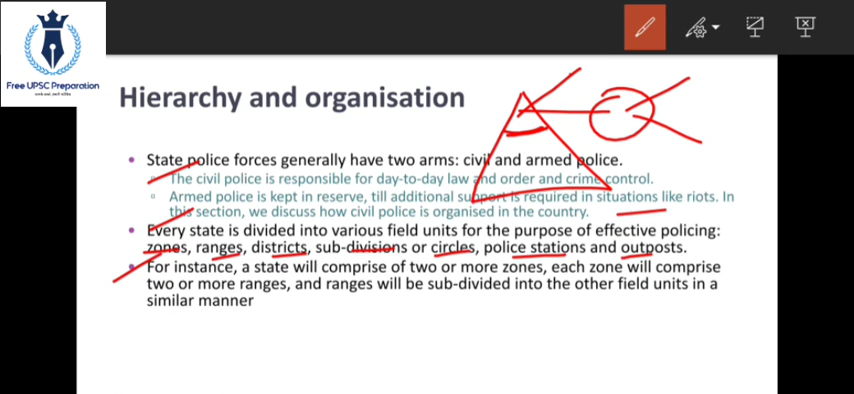 Free UPSC Preparation
Hierarchy and organisation
• State police forces generally have two arms: civil and armed police.
The civil police is responsible for day-to-day law and order and crime control.
Armed police is kept in reserve, till additional support is required in situations like riots. In
this section, we discuss how civil police is organised in the country.
• Every state is divided into various field units for the purpose of effective policing:
zones, ranges, districts, sub-divisions or circles, police stations and outposts.
• For instance, a state will comprise of two or more zones, each zone will comprise
two or more ranges, and ranges will be sub-divided into the other field units in a
similar manner